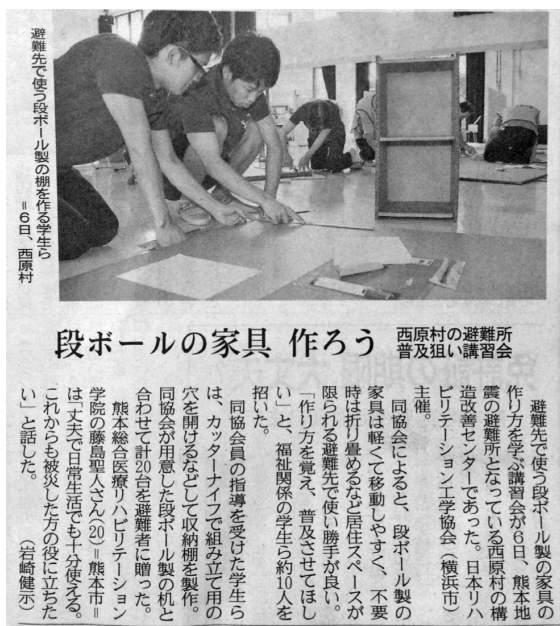 避難先で使う段ボール製の棚を作る学生ら
=6日、西原村
段ボールの家具 作ろう
西原村の避難所
普及狙い講習会
避難先で使う段ボール製の家具の
作り方を学ぶ講習会が6日、熊本地
震の避難所となっている西原村の構
造改善センターであった。日本リハ
ビリテーション工学協会(横浜市)
主催。
同協会によると、段ボール製の
家具は軽くて移動しやすく、不要
時は折り畳めるなど居住スペースが
限られる避難先で使い勝手が良い。
「作り方を覚え、普及させてほし
い」と、福祉関係の学生ら約10人を
招いた。
同協会員の指導を受けた学生ら
は、カッターナイフで組み立て用の
穴を開けるなどして収納棚を製作。
同協会が用意した段ボール製の机と
合わせて計20台を避難者に贈った。
熊本総合医療リハビリテーション
学院の藤島聖人さん(20)=熊本市=
は「丈夫で日常生活でも十分使える。
これからも被災した方の役に立ちた
い」と話した。 (岩崎健示)